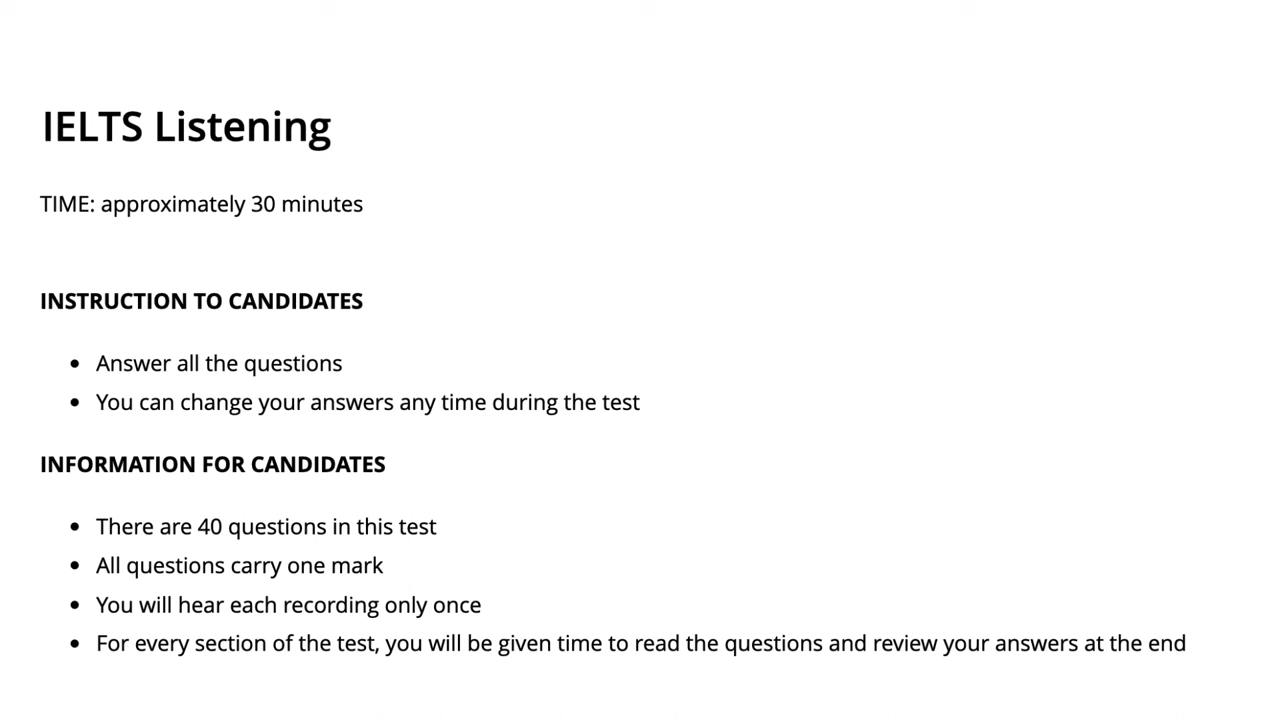 IELTS Listening
TIME: approximately 30 minutes
INSTRUCTION TO CANDIDATES
• Answer all the questions
• You can change your answers any time during the test
INFORMATION FOR CANDIDATES
• There are 40 questions in this test
• All questions carry one mark
• You will hear each recording only once
• For every section of the test, you will be given time to read the questions and review your answers at the end